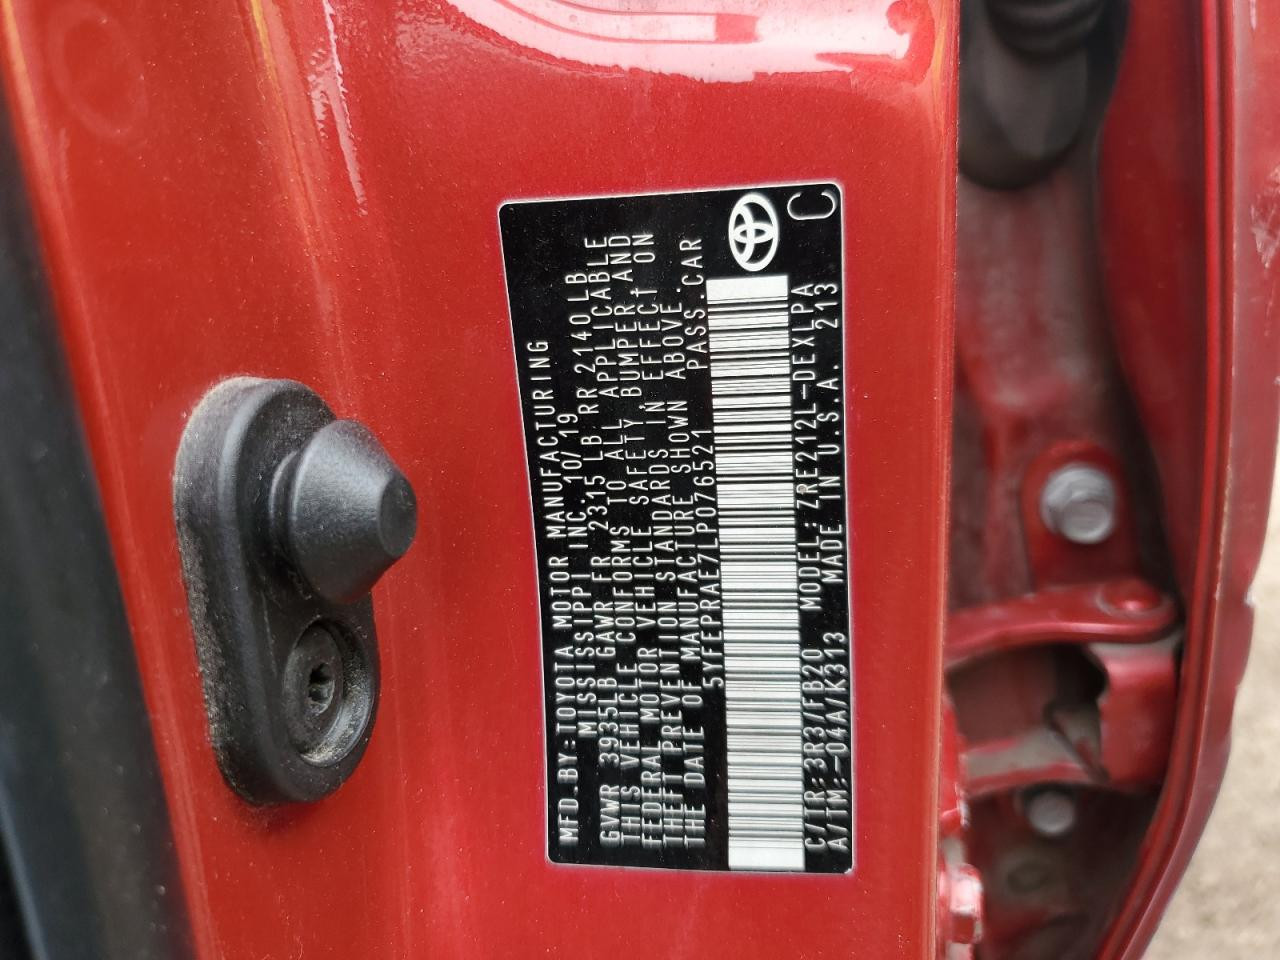 MFD.BY:TOYOTA MOTOR MANUFACTURING
MISSISSIPPI INC. 10/19
GVWR 3935LB GAWR FR 2315 LB RR 2140LB
THIS VEHICLE CONFORMS TO ALL APPLICABLE
FEDERAL MOTOR VEHICLE SAFETY, BUMPER, AND
THEFT PREVENTION STANDARDS IN EFFECT ON
THE DATE OF MANUFACTURE SHOWN ABOVE.
5YFEPRAE7LP076521 PASS.CAR
C/TR:3R3/FB20 MODEL:ZRE212L-DEXLPA
A/TM:-04A/K313 MADE IN U.S.A. 213
C